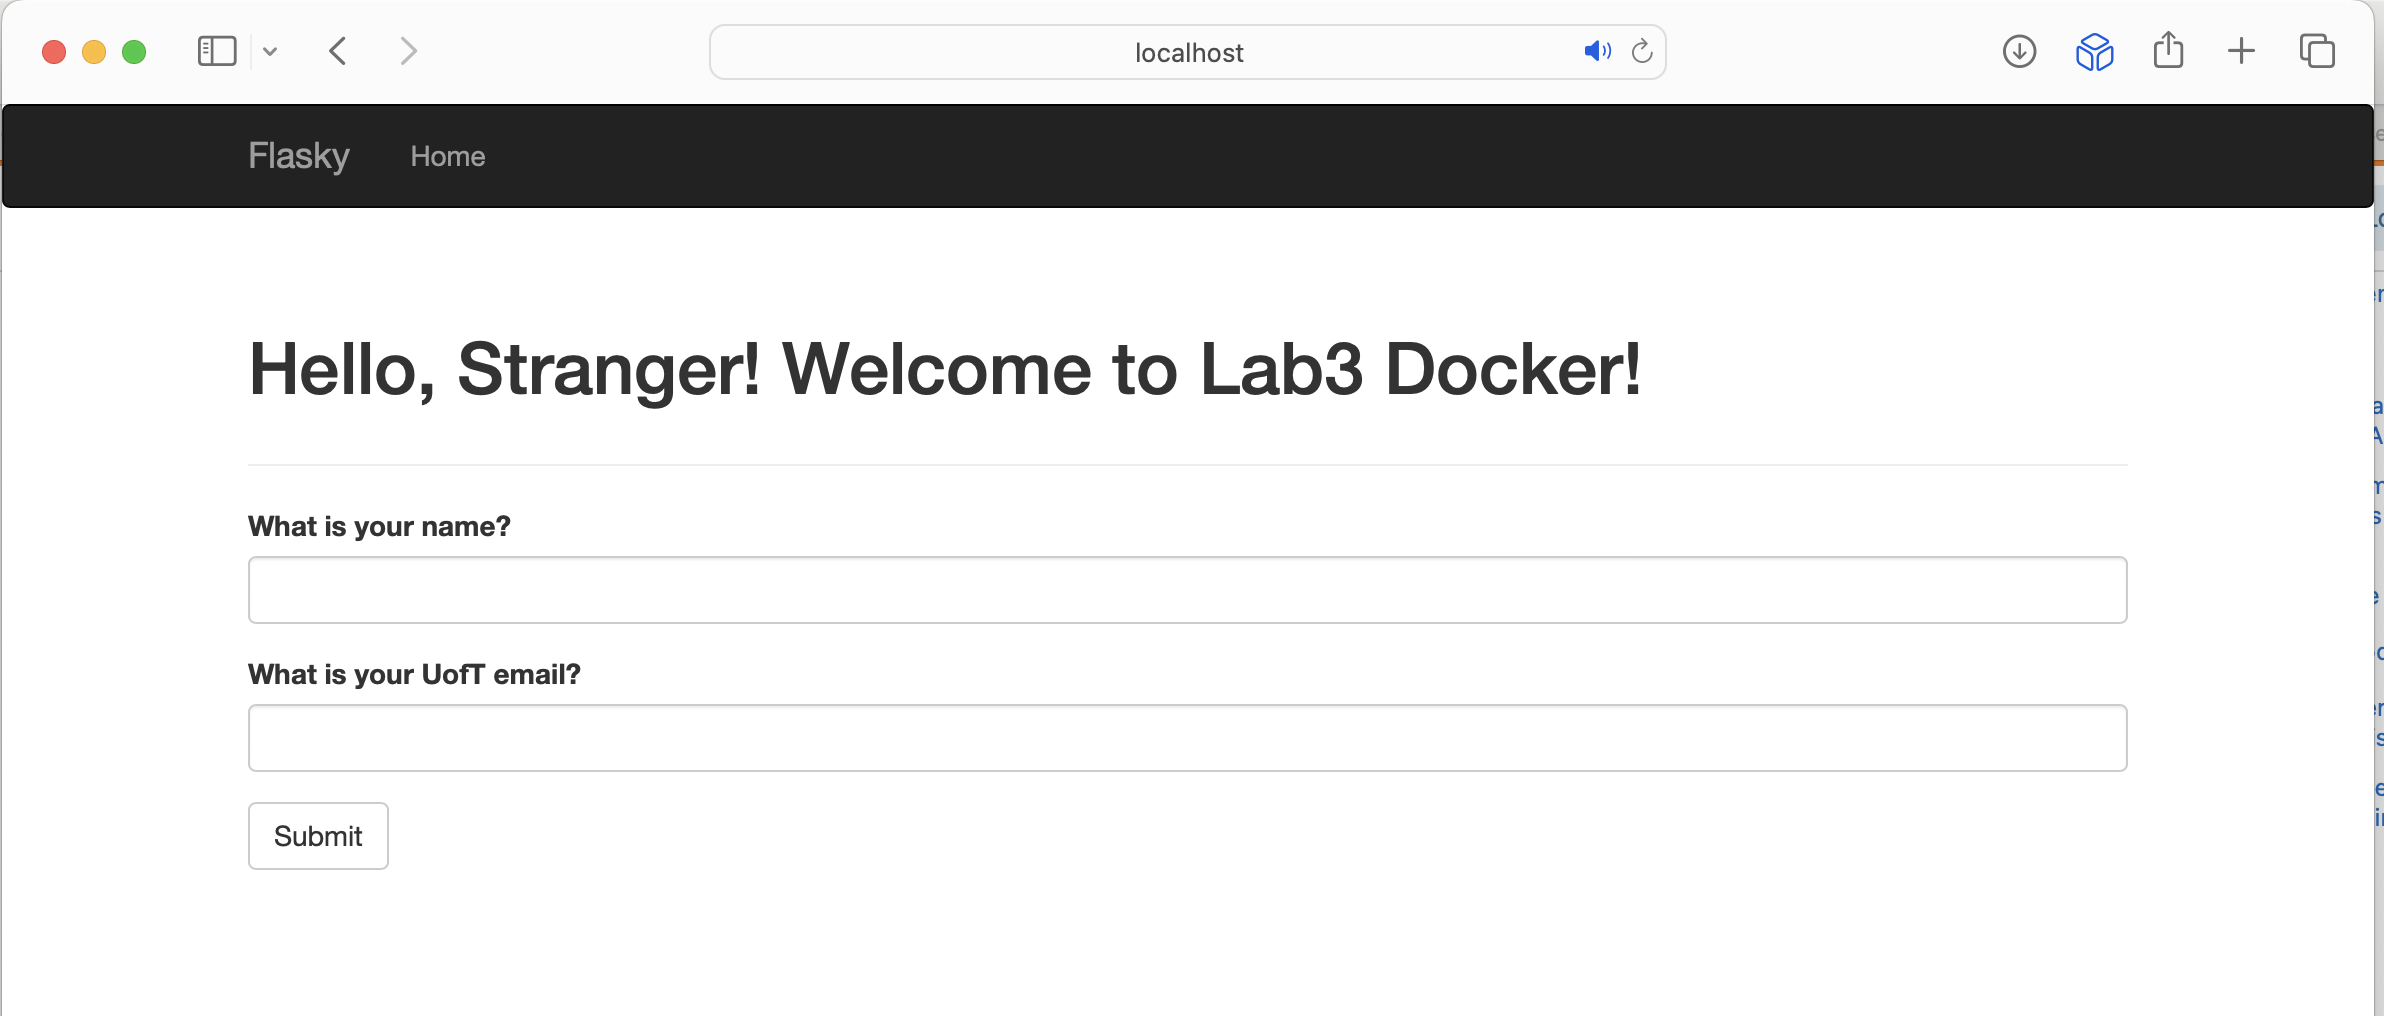 localhost
Flasky Home
Hello, Stranger! Welcome to Lab3 Docker!
What is your name?
What is your UofT email?
Submit